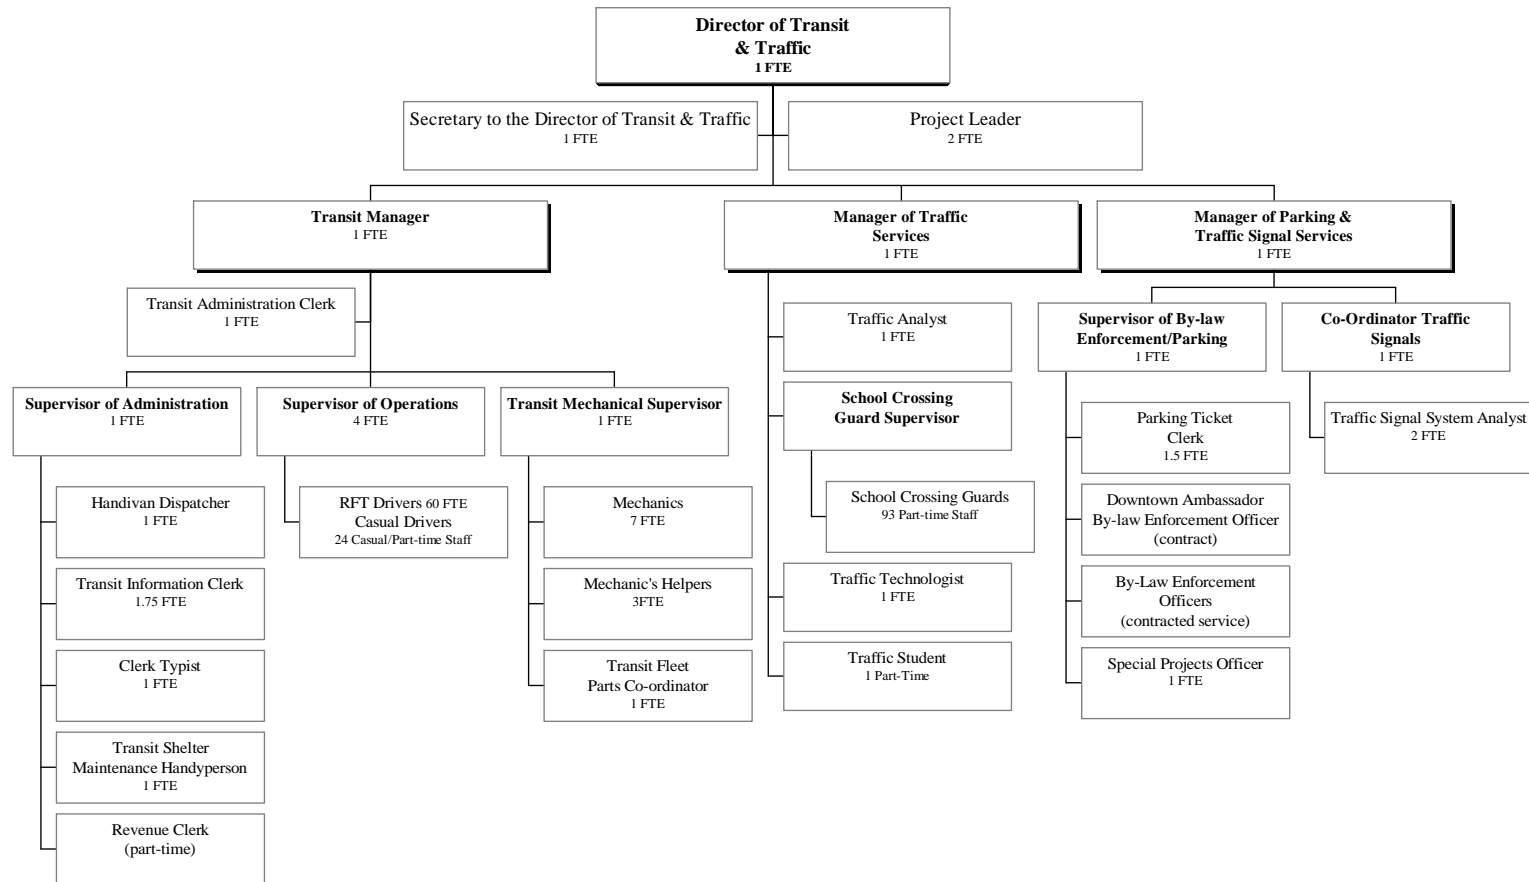 Director of Transit
& Traffic
1 FTE
Secretary to the Director of Transit & Traffic
1 FTE
Project Leader
2 FTE
Transit Manager
1 FTE
Manager of Traffic
Services
1 FTE
Manager of Parking &
Traffic Signal Services
1 FTE
Transit Administration Clerk
1 FTE
Supervisor of Administration
1 FTE
Handivan Dispatcher
1 FTE
Transit Information Clerk
1.75 FTE
Clerk Typist
1 FTE
Transit Shelter
Maintenance Handyperson
1 FTE
Revenue Clerk
(part-time)
Supervisor of Operations
4 FTE
RFT Drivers 60 FTE
Casual Drivers
24 Casual/Part-time Staff
Transit Mechanical Supervisor
1 FTE
Mechanics
7 FTE
Mechanic's Helpers
3FTE
Transit Fleet
Parts Co-ordinator
1 FTE
Traffic Analyst
1 FTE
School Crossing
Guard Supervisor
School Crossing Guards
93 Part-time Staff
Traffic Technologist
1 FTE
Traffic Student
1 Part-Time
Supervisor of By-law
Enforcement/Parking
1 FTE
Parking Ticket
Clerk
1.5 FTE
Downtown Ambassador
By-law Enforcement Officer
(contract)
By-Law Enforcement
Officers
(contracted service)
Special Projects Officer
1 FTE
Co-Ordinator Traffic
Signals
1 FTE
Traffic Signal System Analyst
2 FTE